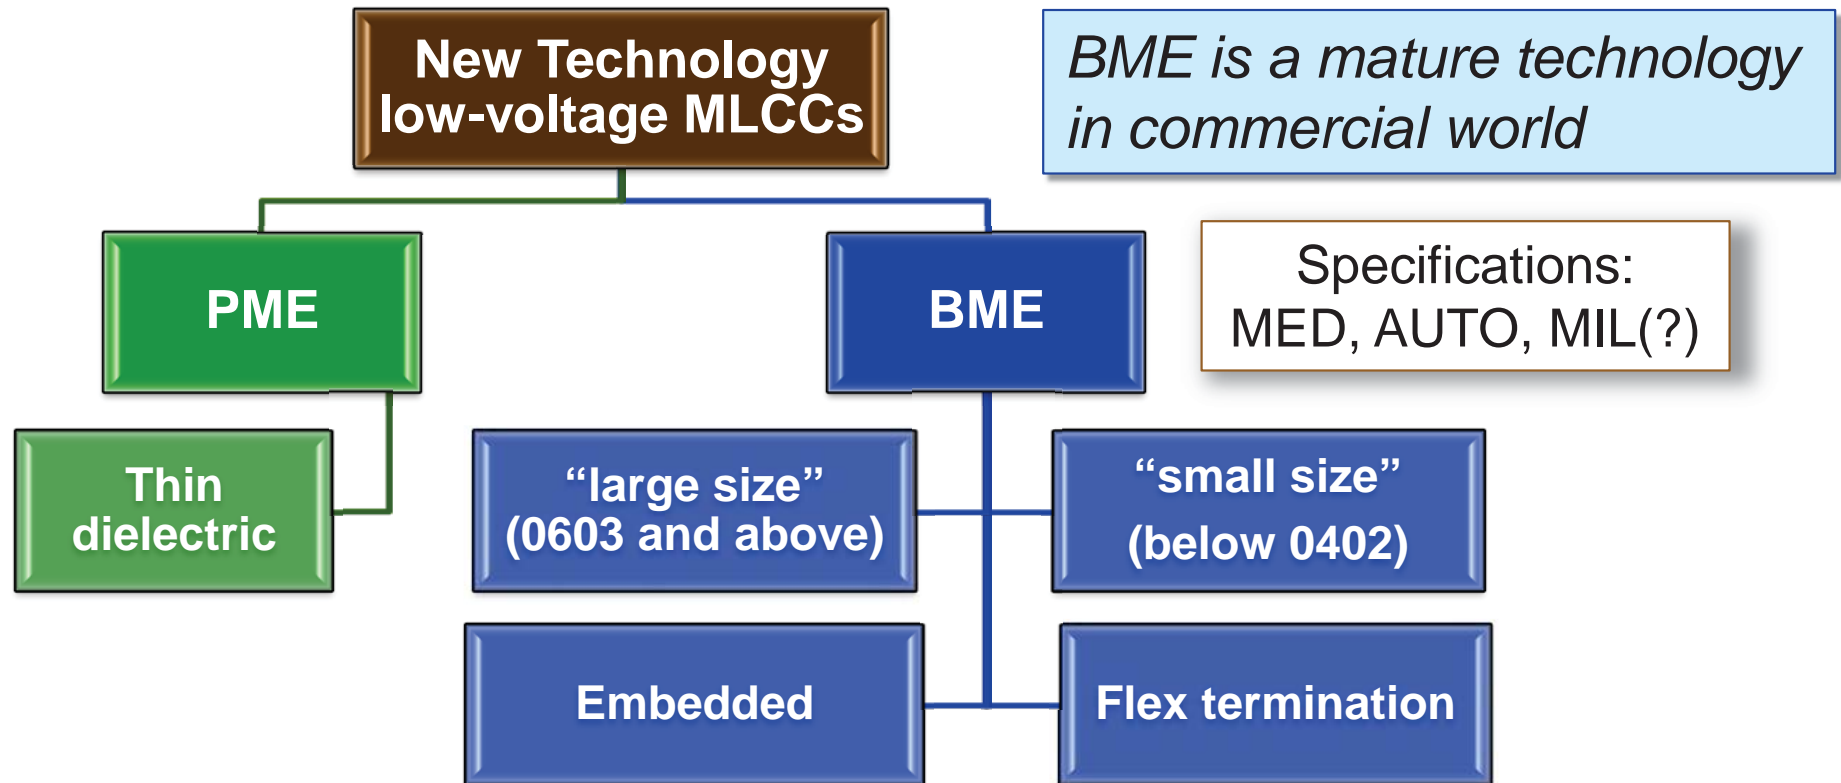 New Technology
low-voltage MLCCs
BME is a mature technology
in commercial world
PME
BME
Specifications:
MED, AUTO, MIL(?)
Thin
dielectric
“large size”
(0603 and above)
“small size”
(below 0402)
Embedded
Flex termination